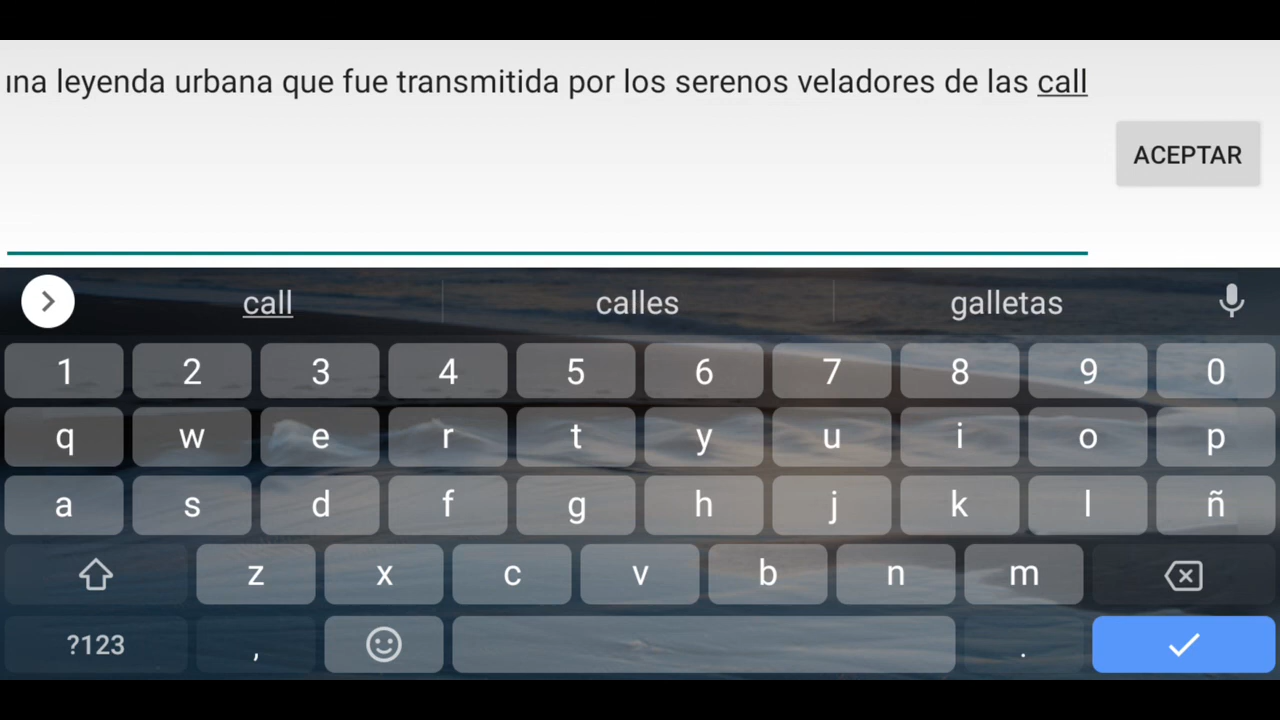 una leyenda urbana que fue transmitida por los serenos veladores de las call
ACEPTAR
call calles galletas
1 2 3 4 5 6 7 8 9 0
q w e r t y u i o p
a s d f g h j k l ñ
z x c v b n m
?123 , .